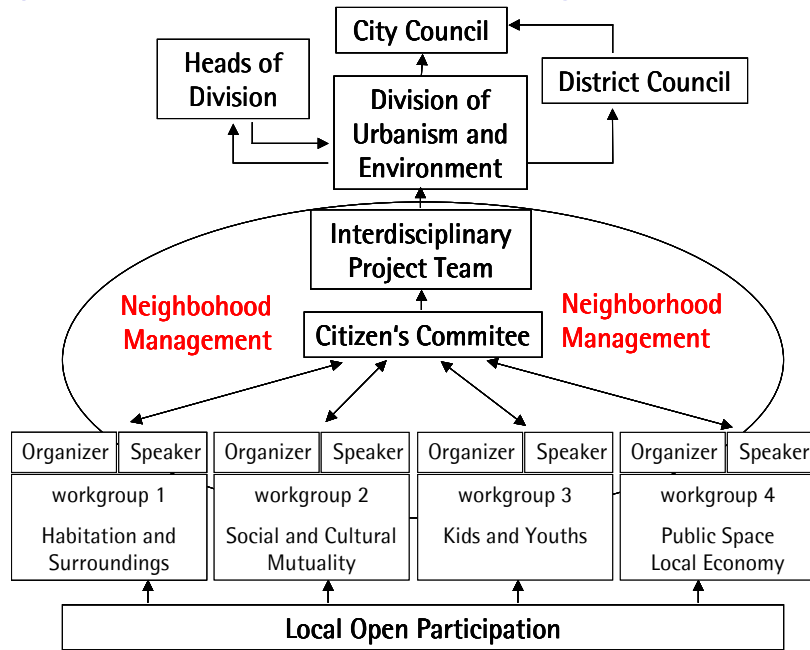 City Council
Heads of
Division
District Council
Division of
Urbanism and
Environment
Interdisciplinary
Project Team
Neighbohood
Management
Neighborhood
Management
Citizen's Commitee
Organizer
Speaker
Organizer
Speaker
Organizer
Speaker
Organizer
Speaker
workgroup 1
Habitation and
Surroundings
workgroup 2
Social and Cultural
Mutuality
workgroup 3
Kids and Youths
workgroup 4
Public Space
Local Economy
Local Open Participation